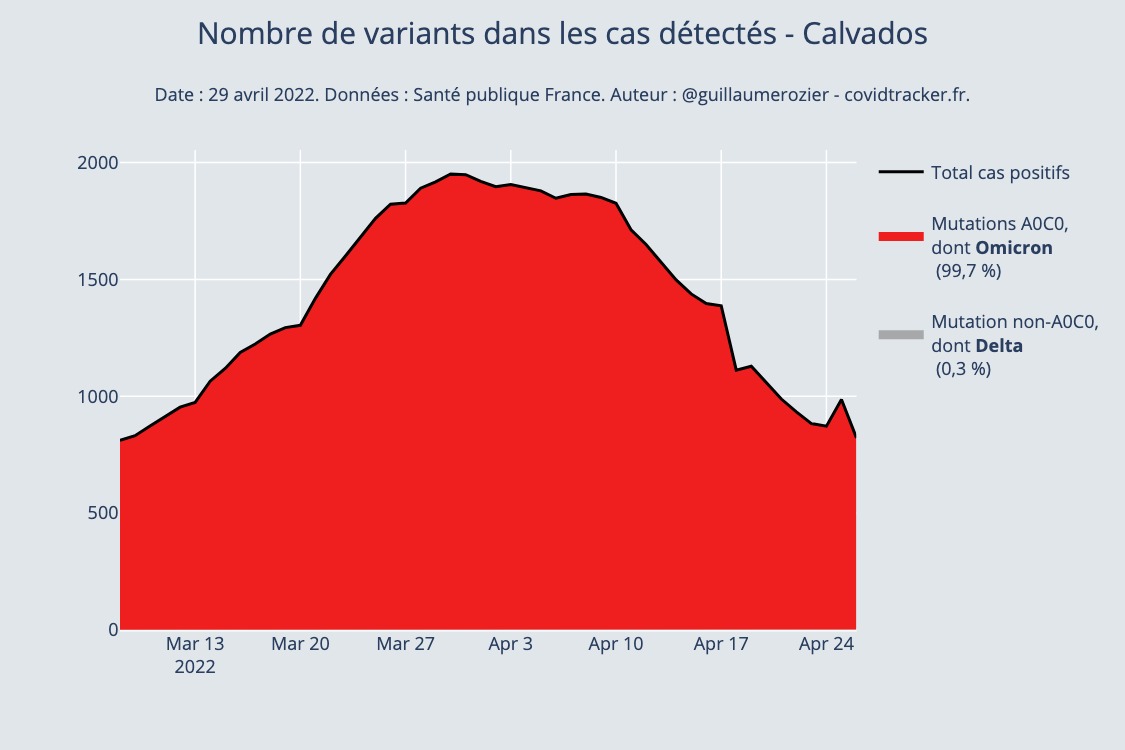 Nombre de variants dans les cas détectés - Calvados
Date : 29 avril 2022. Données : Santé publique France. Auteur : @guillaumerozier - covidtracker.fr.
2000
1500
1000
500
0
Mar 13
2022
Mar 20
Mar 27
Apr 3
Apr 10
Apr 17
Apr 24
Total cas positifs
Mutations A0C0,
dont Omicron
(99,7 %)
Mutation non-A0C0,
dont Delta
(0,3 %)